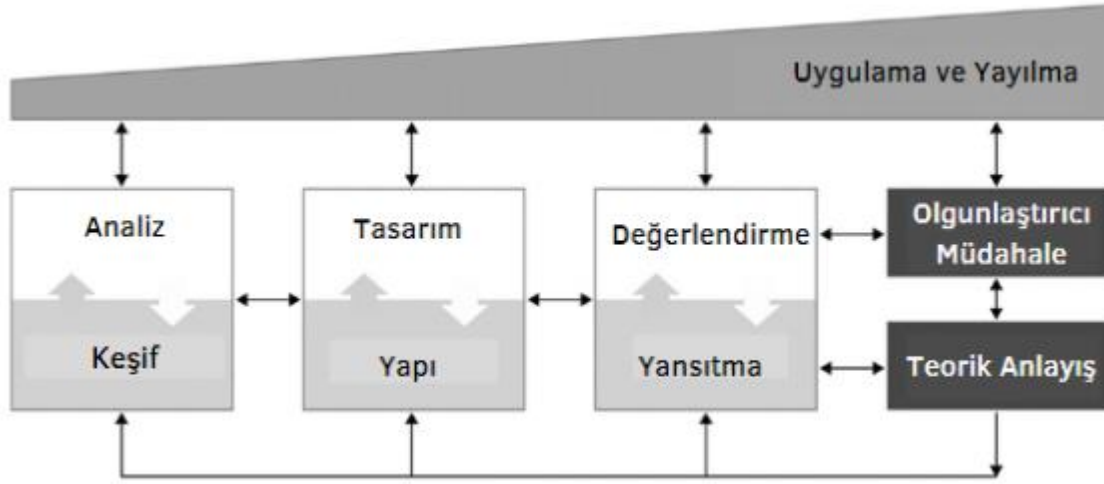 Uygulama ve Yayılma
Analiz
Keşif
Tasarım
Yapı
Değerlendirme
Yansıtma
Olgunlaştırıcı
Müdahale
Teorik Anlayış